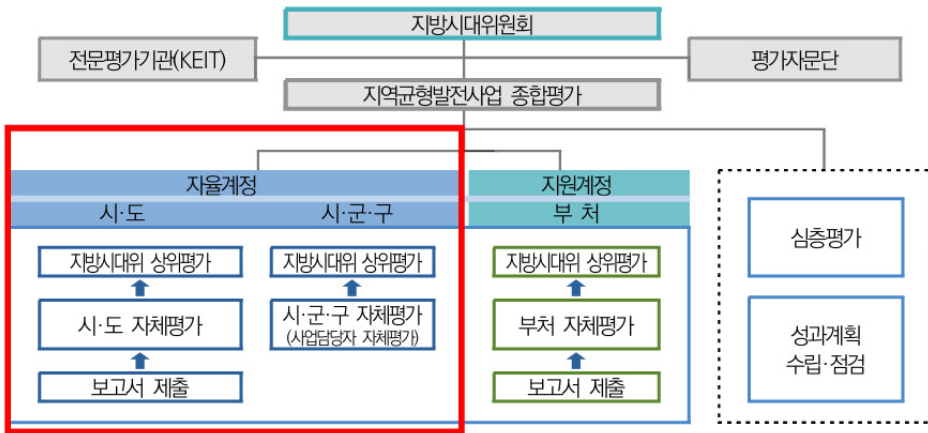 지방시대위원회
전문평가기관(KEIT)
평가자문단
지역균형발전사업 종합평가
자율계정
지원계정
시·도
시·군·구
부 처
지방시대위 상위평가
지방시대위 상위평가
지방시대위 상위평가
심층평가
시·도 자체평가
시·군·구 자체평가
(사업담당자 자체평가)
부처 자체평가
성과계획
수립·점검
보고서 제출
보고서 제출